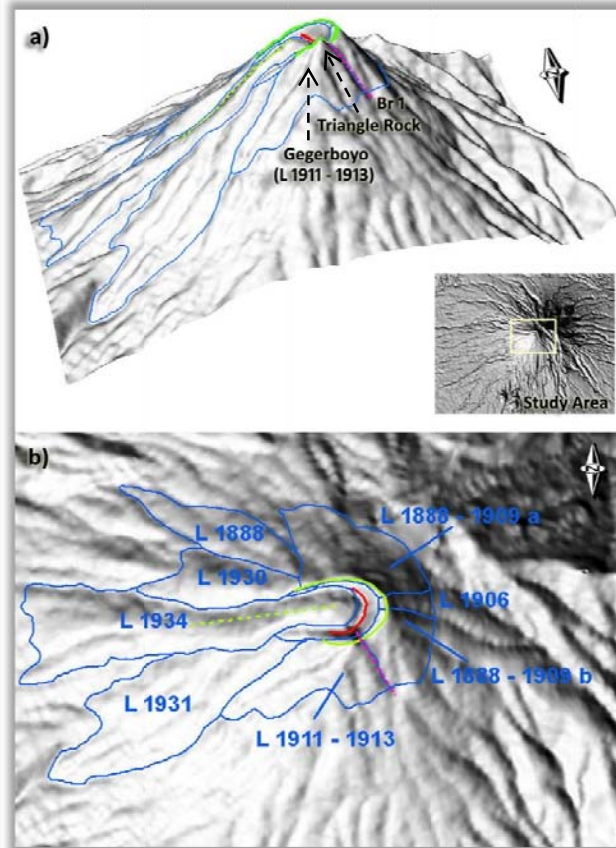 a)
Br 1
Triangle Rock
Gegerboyo
(L 1911 - 1913)
Study Area
b)
N
L 1888
L 1888 - 1909 a
L 1930
L 1906
L 1934
L 1888 - 1909 b
L 1931
L 1911 - 1913